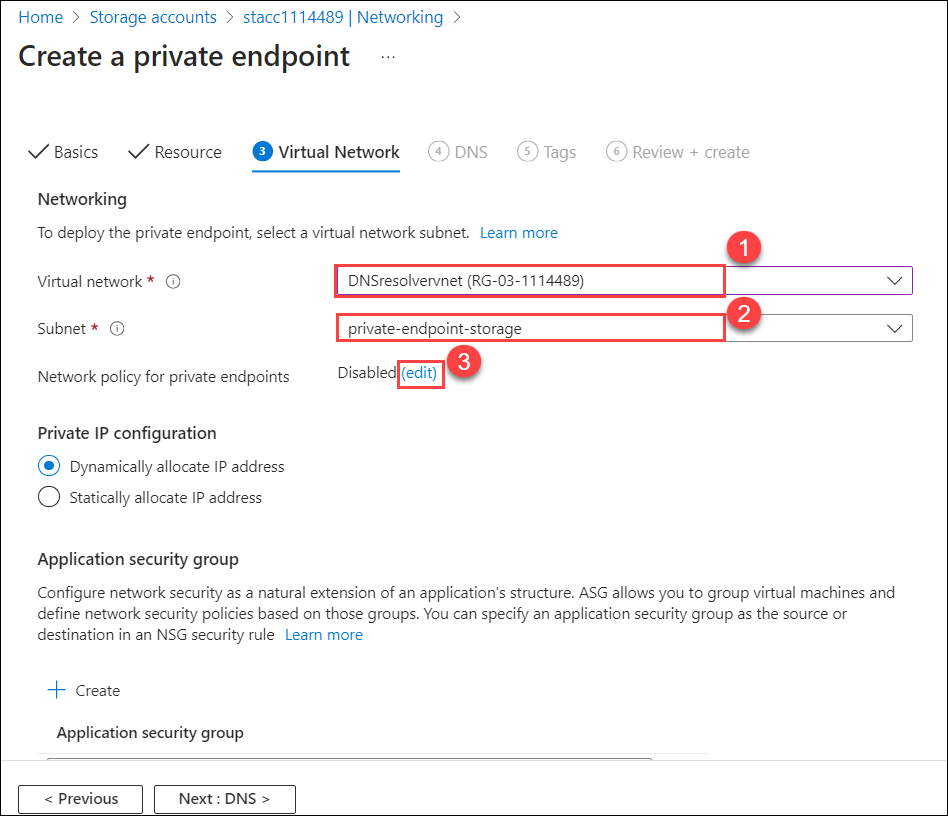 Home > Storage accounts > stacc1114489 | Networking >
Create a private endpoint ...
Basics Resource 3 Virtual Network 4 DNS 5 Tags 6 Review + create
Networking
To deploy the private endpoint, select a virtual network subnet. Learn more
1
Virtual network * DNSresolvervnet (RG-03-1114489)
2
Subnet * private-endpoint-storage
3
Network policy for private endpoints Disabled (edit)
Private IP configuration
Dynamically allocate IP address
Statically allocate IP address
Application security group
Configure network security as a natural extension of an application's structure. ASG allows you to group virtual machines and
define network security policies based on those groups. You can specify an application security group as the source or
destination in an NSG security rule Learn more
+ Create
Application security group
< Previous Next : DNS >